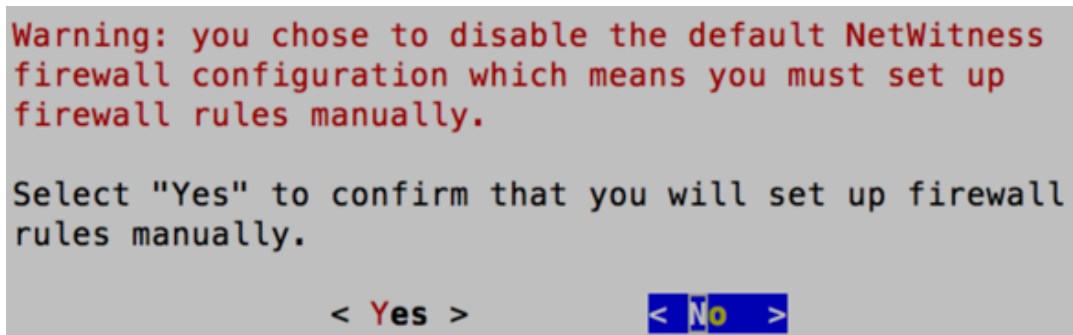 Warning: you chose to disable the default NetWitness
firewall configuration which means you must set up
firewall rules manually.
Select "Yes" to confirm that you will set up firewall
rules manually.
< Yes > < No >